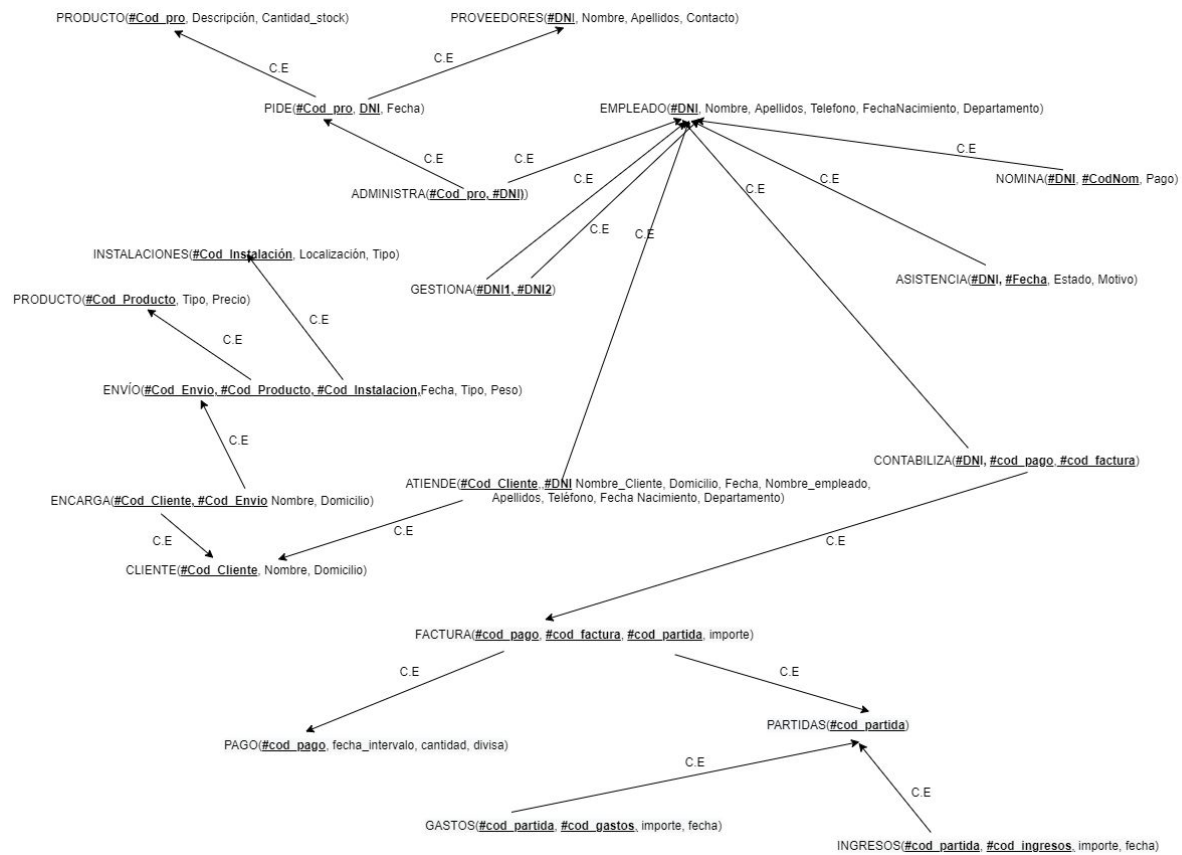 PRODUCTO(#Cod_pro, Descripción, Cantidad_stock)
PROVEEDORES(#DNI, Nombre, Apellidos, Contacto)
C.E
C.E
PIDE(#Cod_pro, DNI, Fecha)
EMPLEADO(#DNI, Nombre, Apellidos, Telefono, FechaNacimiento, Departamento)
C.E
C.E
C.E
C.E
C.E
C.E
NOMINA(#DNI, #CodNom, Pago)
ADMINISTRA(#Cod_pro, #DNI))
C.E
C.E
C.E
INSTALACIONES(#Cod_Instalación, Localización, Tipo)
ASISTENCIA(#DNI, #Fecha, Estado, Motivo)
GESTIONA(#DNI1, #DNI2)
PRODUCTO(#Cod_Producto, Tipo, Precio)
C.E
C.E
ENVÍO(#Cod_Envio, #Cod_Producto, #Cod_Instalacion,Fecha, Tipo, Peso)
C.E
CONTABILIZA(#DNI, #cod_pago, #cod_factura)
ATIENDE(#Cod_Cliente,,#DNI Nombre_Cliente, Domicilio, Fecha, Nombre_empleado,
Apellidos, Teléfono, Fecha Nacimiento, Departamento)
ENCARGA(#Cod_Cliente, #Cod_Envio Nombre, Domicilio)
C.E
C.E
C.E
CLIENTE(#Cod_Cliente, Nombre, Domicilio)
FACTURA(#cod_pago, #cod_factura, #cod_partida, importe)
C.E
C.E
PARTIDAS(#cod_partida)
PAGO(#cod_pago, fecha_intervalo, cantidad, divisa)
C.E
C.E
GASTOS(#cod_partida, #cod_gastos, importe, fecha)
INGRESOS(#cod_partida, #cod_ingresos, importe, fecha)